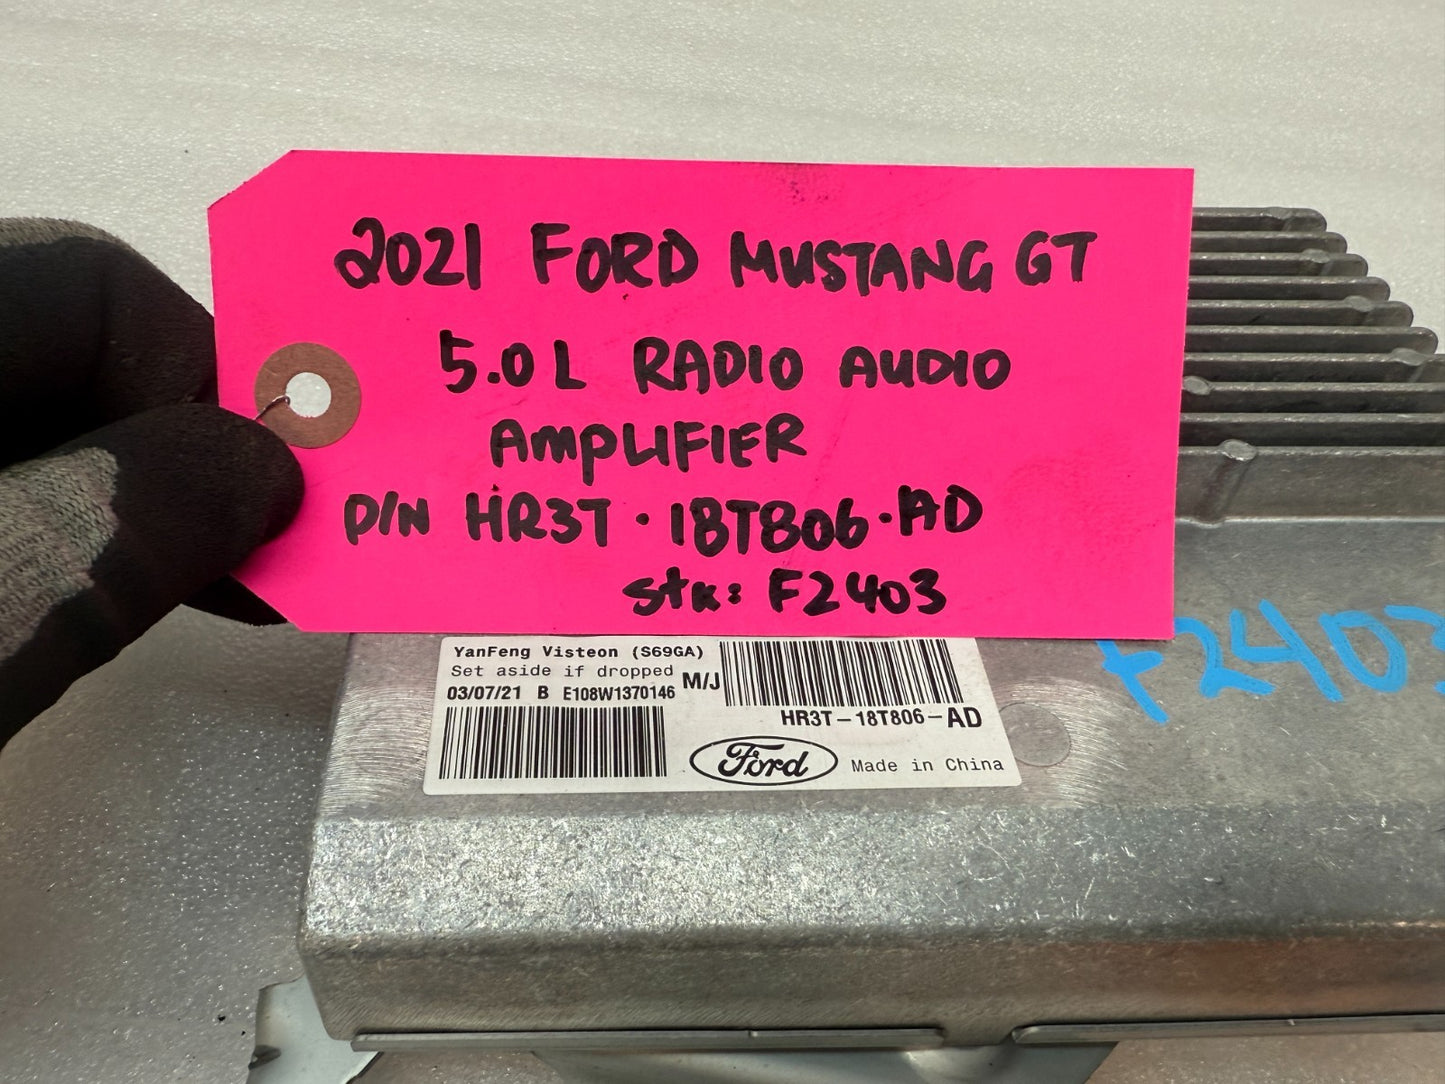 2021 FORD MUSTANG GT
5.0L RADIO AUDIO
AMPLIFIER
P/N HR3T-18T806-AD
Stk: F2403
YanFeng Visteon (S69GA)
Set aside if dropped
M/J
03/07/21 B E108W1370146
HR3T-18T806-AD
Ford
Made in China
F2403